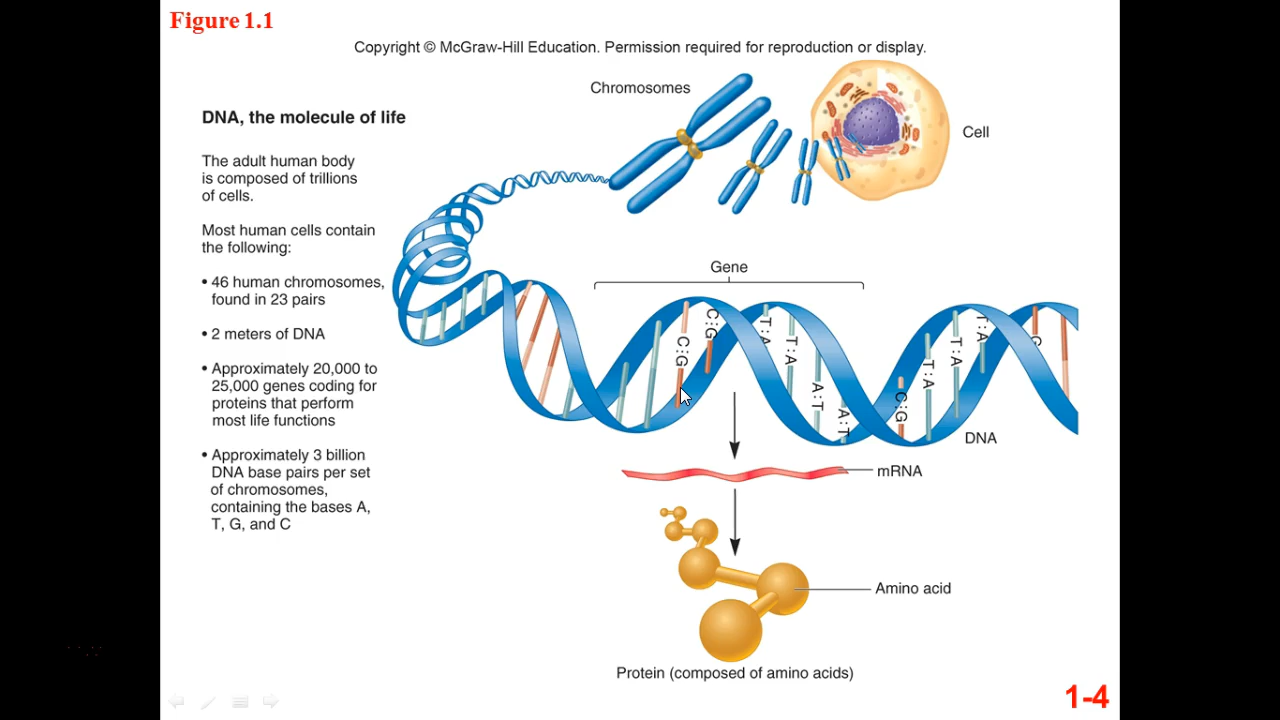 Figure 1.1
Copyright © McGraw-Hill Education. Permission required for reproduction or display.
Chromosomes
Cell
DNA, the molecule of life
The adult human body
is composed of trillions
of cells.
Most human cells contain
the following:
• 46 human chromosomes,
found in 23 pairs
• 2 meters of DNA
• Approximately 20,000 to
25,000 genes coding for
proteins that perform
most life functions
• Approximately 3 billion
DNA base pairs per set
of chromosomes,
containing the bases A,
T, G, and C
Gene
C:G
C:G
T:A
T:A
A:T
A:T
C:G
T:A
T:A
T:A
G
DNA
mRNA
Amino acid
Protein (composed of amino acids)
1-4